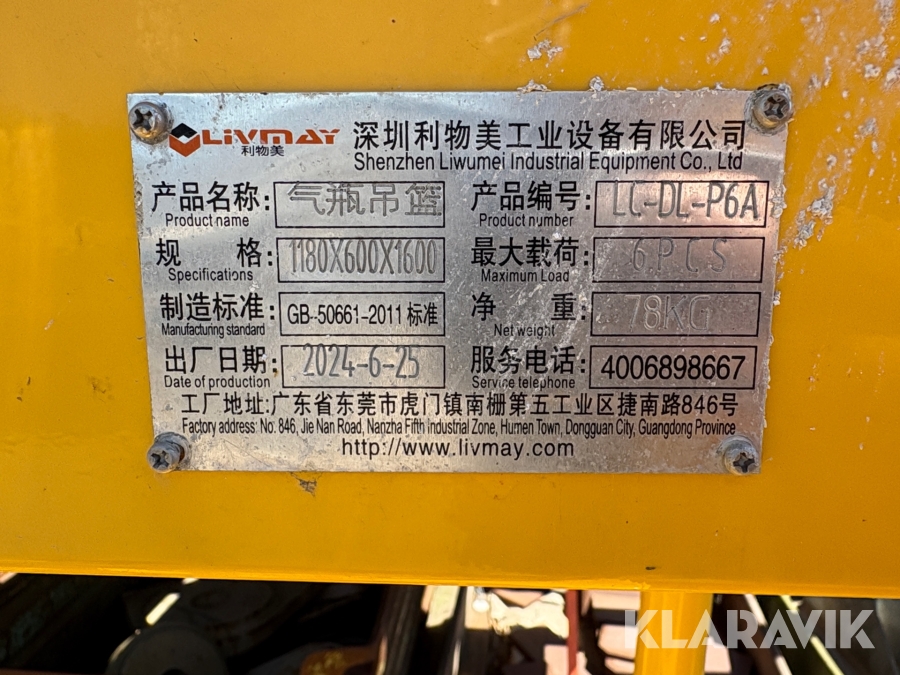 LiVMAY 深圳利物美工业设备有限公司
利物美 Shenzhen Liwumei Industrial Equipment Co., Ltd
产品名称: 气瓶吊篮 产品编号: LC-DL-P6A
Product name Product number
规 格: 1180X600X1600 最大载荷: 6PCS
Specifications Maximum Load
制造标准: GB-50661-2011 标准 净 重: 78KG
Manufacturing standard Net weight
出厂日期: 2024-6-25 服务电话: 4006898667
Date of production Service telephone
工厂地址:广东省东莞市虎门镇南栅第五工业区捷南路846号
Factory address: No. 846, Jie Nan Road, Nanzha Fifth Industrial Zone, Humen Town, Dongguan City, Guangdong Province
http://www.livmay.com
KLARAVIK